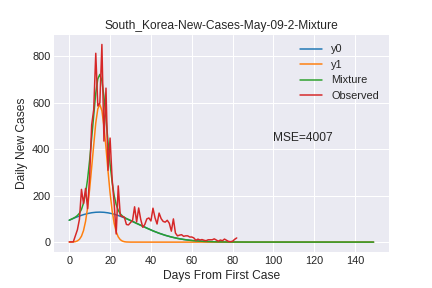 South_Korea-New-Cases-May-09-2-Mixture
y0
y1
Mixture
Observed
MSE=4007
Daily New Cases
800
600
400
200
0
0 20 40 60 80 100 120 140
Days From First Case